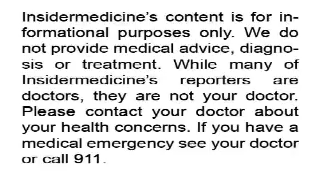 Insidermedicine's content is for in-
formational purposes only. We do
not provide medical advice, diagno-
sis or treatment. While many of
Insidermedicine's reporters are
doctors, they are not your doctor.
Please contact your doctor about
your health concerns. If you have a
medical emergency see your doctor
or call 911.